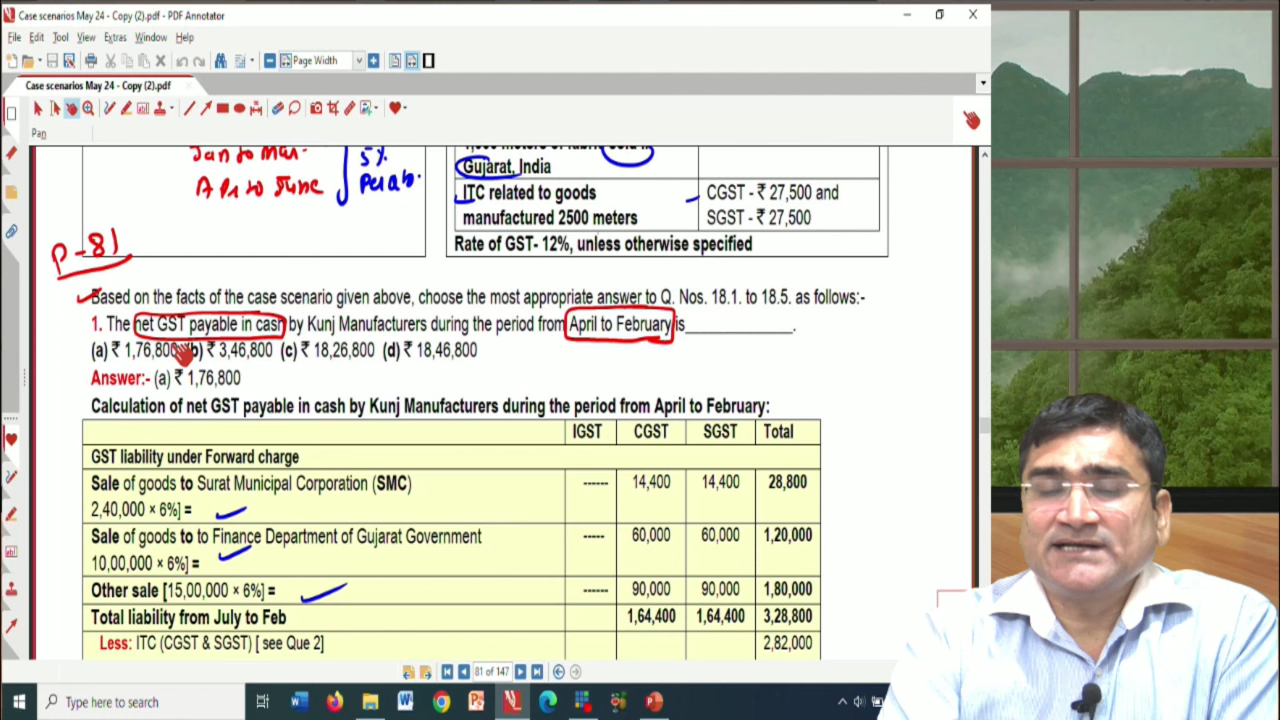 Case scenarios May 24 - Copy (2).pdf - PDF Annotator
File Edit Tool View Extras Window Help
Page Width
Case scenarios May 24 - Copy (2).pdf
Pan
Jan to Mar.
5%
Gujarat, India
April to June
ITC related to goods
manufactured 2500 meters
CGST - ₹ 27,500 and
SGST - ₹ 27,500
Rate of GST- 12%, unless otherwise specified
P-81
Based on the facts of the case scenario given above, choose the most appropriate answer to Q. Nos. 18.1. to 18.5. as follows:-
1. The net GST payable in cash by Kunj Manufacturers during the period from April to February is____________.
(a) ₹ 1,76,800 (b) ₹ 3,46,800 (c) ₹ 18,26,800 (d) ₹ 18,46,800
Answer:- (a) ₹ 1,76,800
Calculation of net GST payable in cash by Kunj Manufacturers during the period from April to February:
IGST CGST SGST Total
GST liability under Forward charge
Sale of goods to Surat Municipal Corporation (SMC)
2,40,000 × 6%] =
------ 14,400 14,400 28,800
Sale of goods to to Finance Department of Gujarat Government
10,00,000 × 6%] =
----- 60,000 60,000 1,20,000
Other sale [15,00,000 × 6%] = ------ 90,000 90,000 1,80,000
Total liability from July to Feb 1,64,400 1,64,400 3,28,800
Less: ITC (CGST & SGST) [ see Que 2] 2,82,000
81 of 147
Type here to search